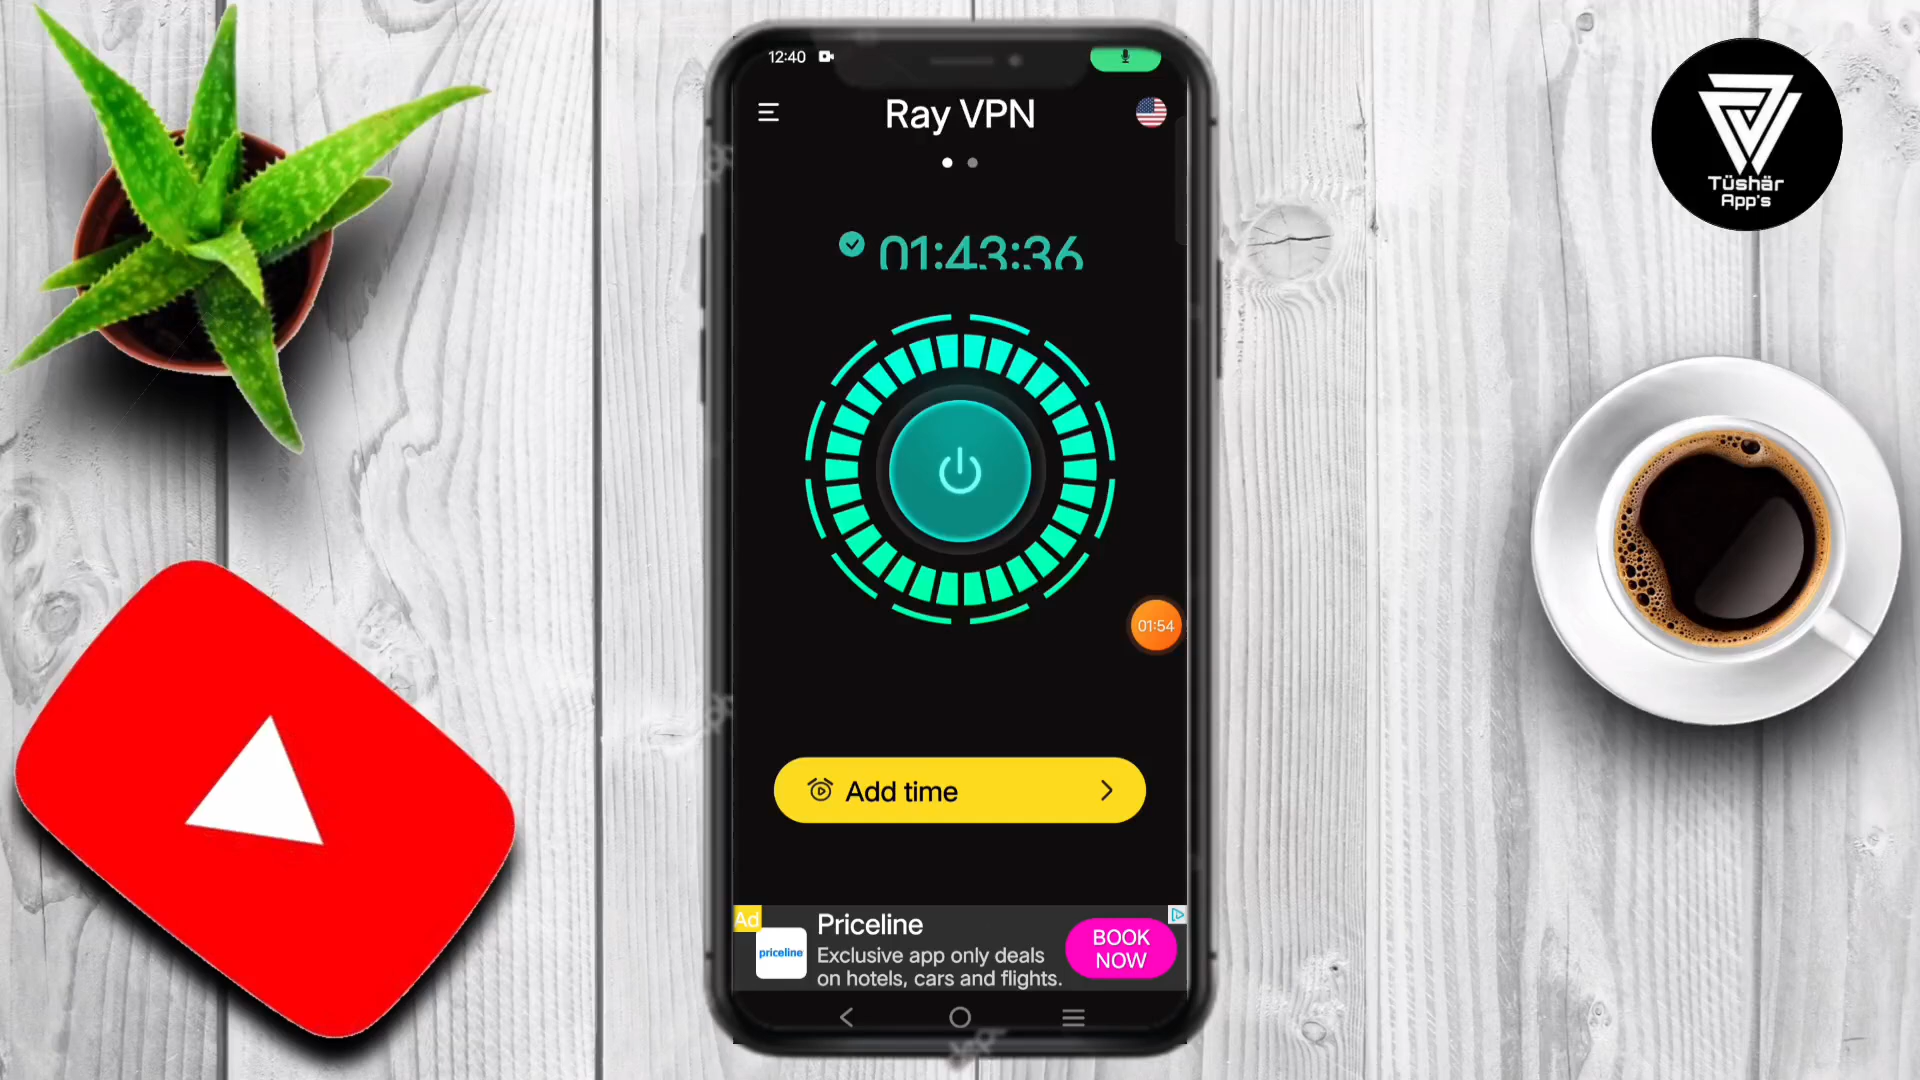 12:40
Ray VPN
01:43:36
01:54
Add time
Ad
Priceline
priceline
Exclusive app only deals
on hotels, cars and flights.
BOOK
NOW
Tüshär
App's